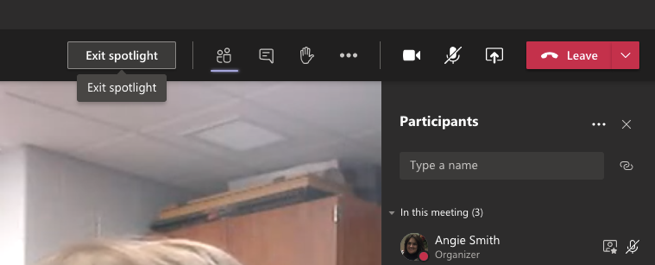 Exit spotlight
Leave
Exit spotlight
Participants
Type a name
In this meeting (3)
Angie Smith
Organizer